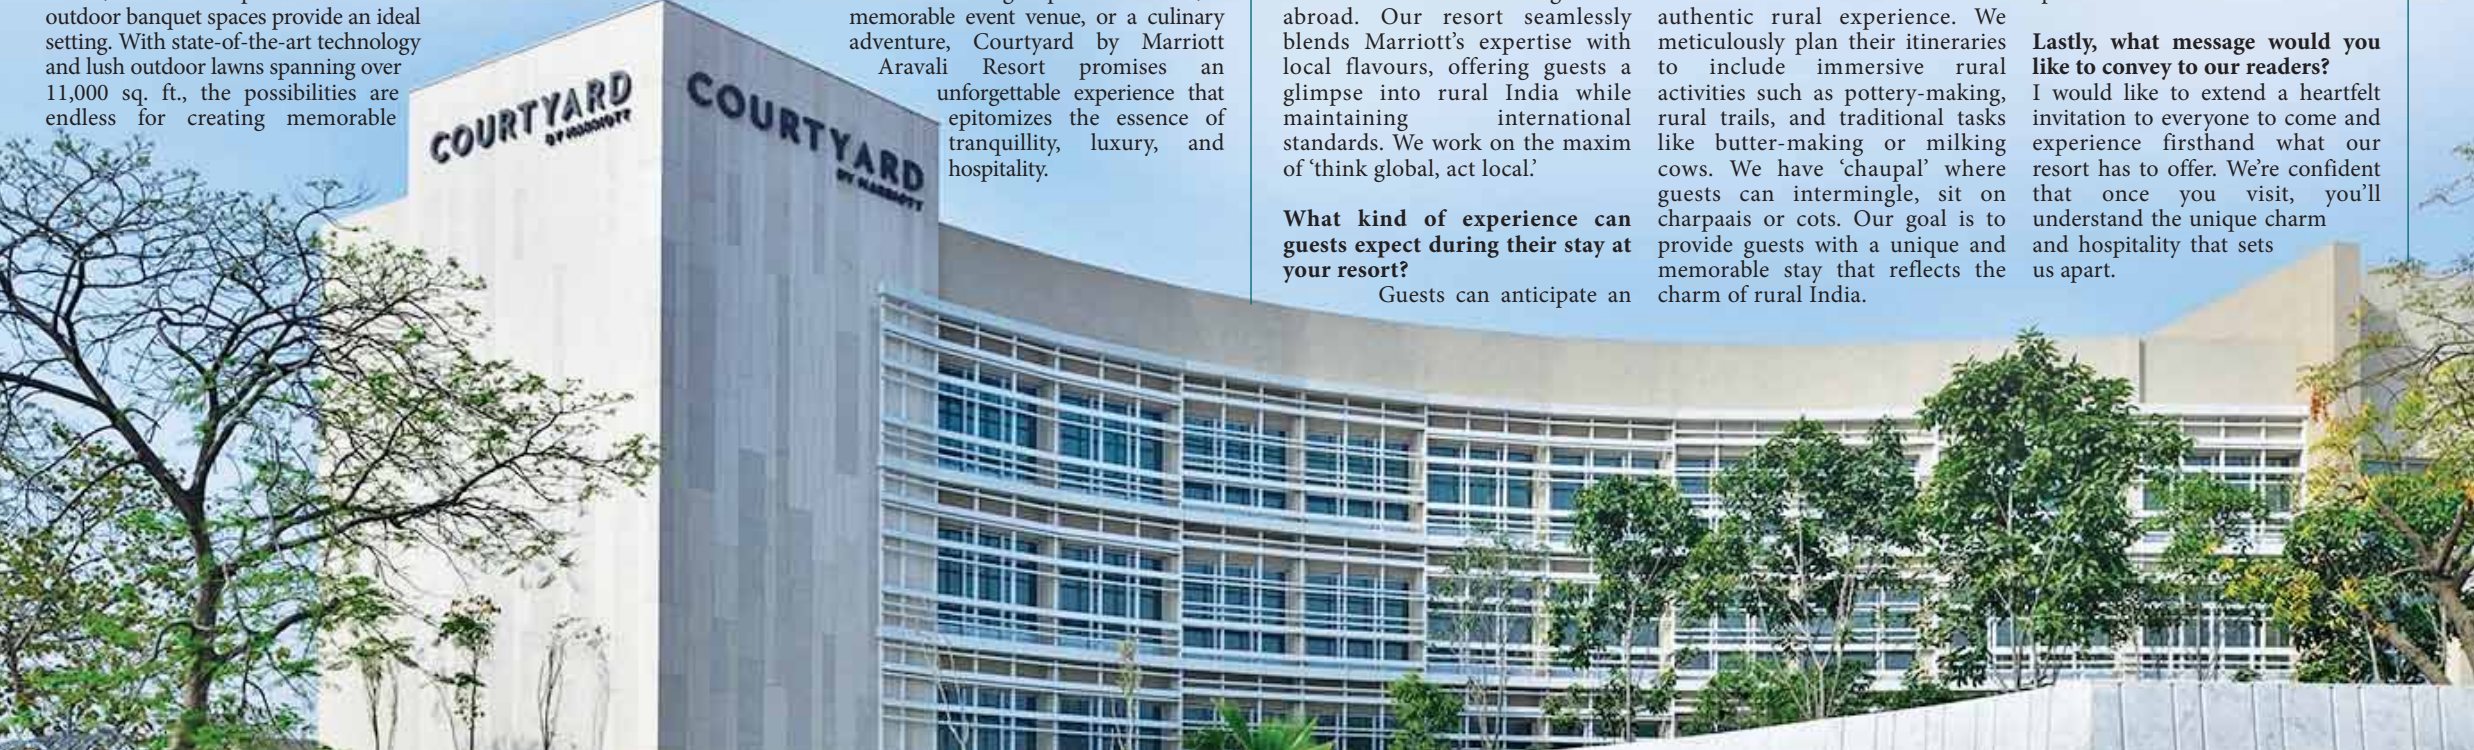 outdoor banquet spaces provide an ideal
setting. With state-of-the-art technology
and lush outdoor lawns spanning over
11,000 sq. ft., the possibilities are
endless for creating memorable
memorable event venue, or a culinary
adventure, Courtyard by Marriott
Aravali Resort promises an
unforgettable experience that
epitomizes the essence of
tranquillity, luxury, and
hospitality.
abroad. Our resort seamlessly
blends Marriott’s expertise with
local flavours, offering guests a
glimpse into rural India while
maintaining international
standards. We work on the maxim
of ‘think global, act local.’
What kind of experience can
guests expect during their stay at
your resort?
Guests can anticipate an
authentic rural experience. We
meticulously plan their itineraries
to include immersive rural
activities such as pottery-making,
rural trails, and traditional tasks
like butter-making or milking
cows. We have ‘chaupal’ where
guests can intermingle, sit on
charpaais or cots. Our goal is to
provide guests with a unique and
memorable stay that reflects the
charm of rural India.
Lastly, what message would you
like to convey to our readers?
I would like to extend a heartfelt
invitation to everyone to come and
experience firsthand what our
resort has to offer. We’re confident
that once you visit, you’ll
understand the unique charm
and hospitality that sets
us apart.
COURTYARD
BY MARRIOTT
COURTYARD
BY MARRIOTT